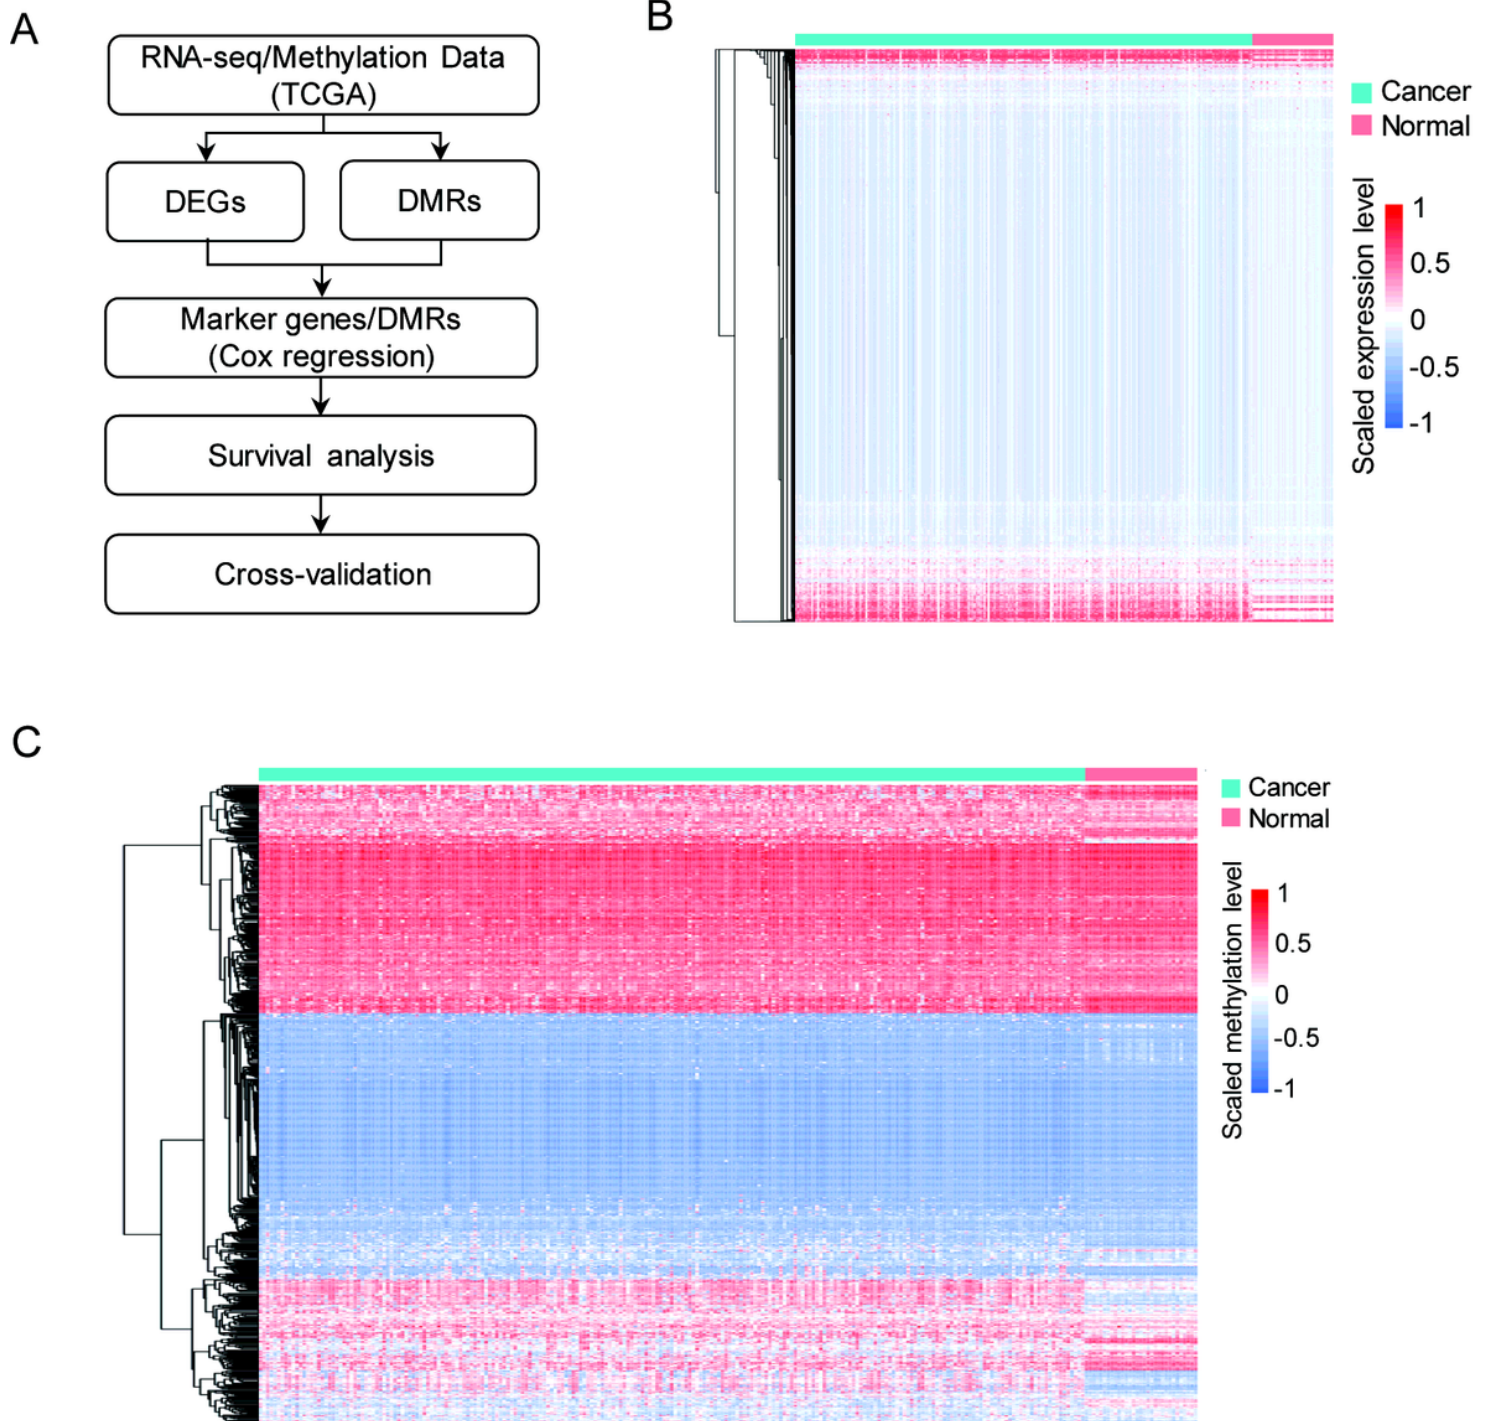 A
RNA-seq/Methylation Data
(TCGA)
DEGs
DMRs
Marker genes/DMRs
(Cox regression)
Survival analysis
Cross-validation
B
Cancer
Normal
Scaled expression level
1
0.5
0
-0.5
-1
C
Cancer
Normal
Scaled methylation level
1
0.5
0
-0.5
-1